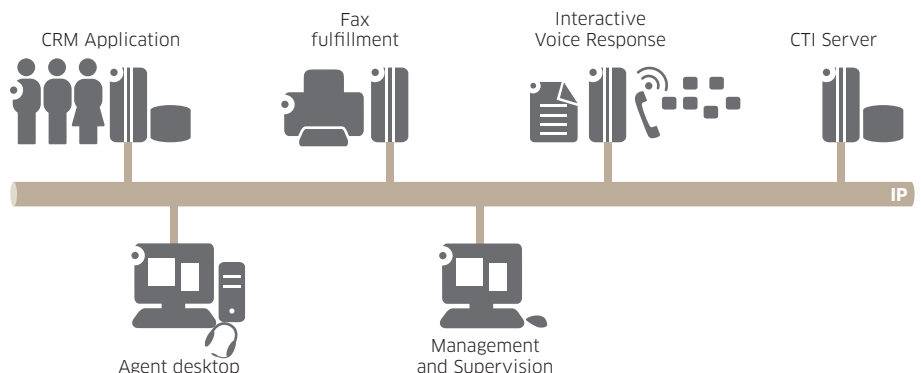 CRM Application
Fax
fulfillment
Interactive
Voice Response
CTI Server
IP
Agent desktop
Management
and Supervision